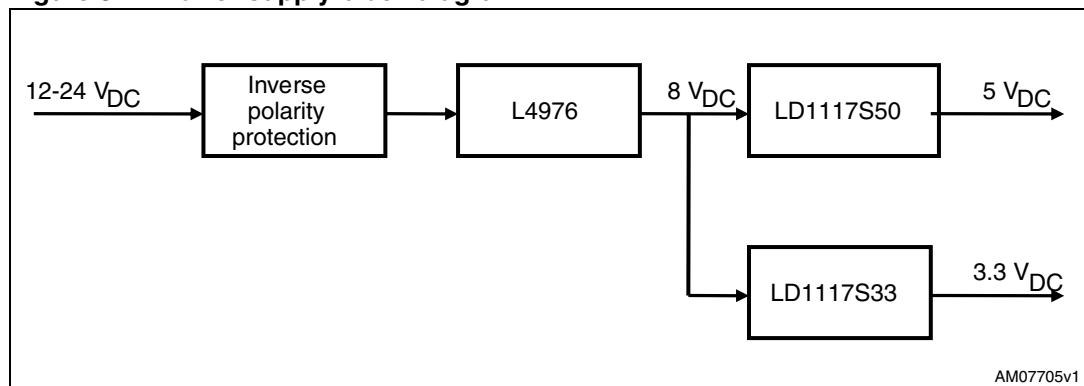 12-24 VDC
Inverse
polarity
protection
L4976
8 VDC
LD1117S50
5 VDC
LD1117S33
3.3 VDC
AM07705v1